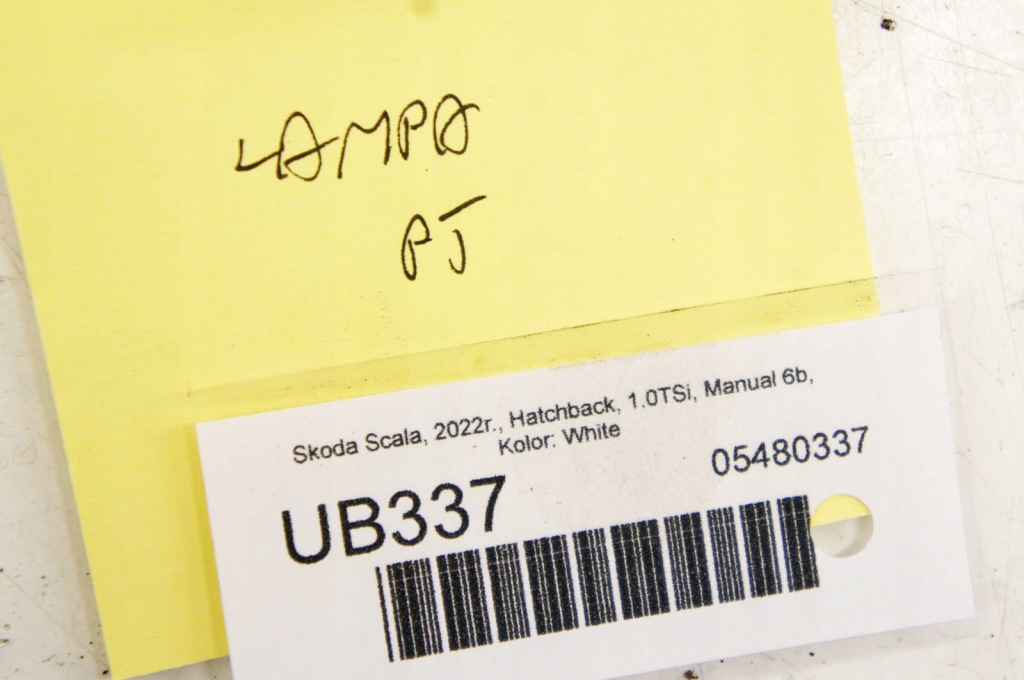 LAMPA
PJ
Skoda Scala, 2022r., Hatchback, 1.0TSi, Manual 6b,
Kolor: White
05480337
UB337